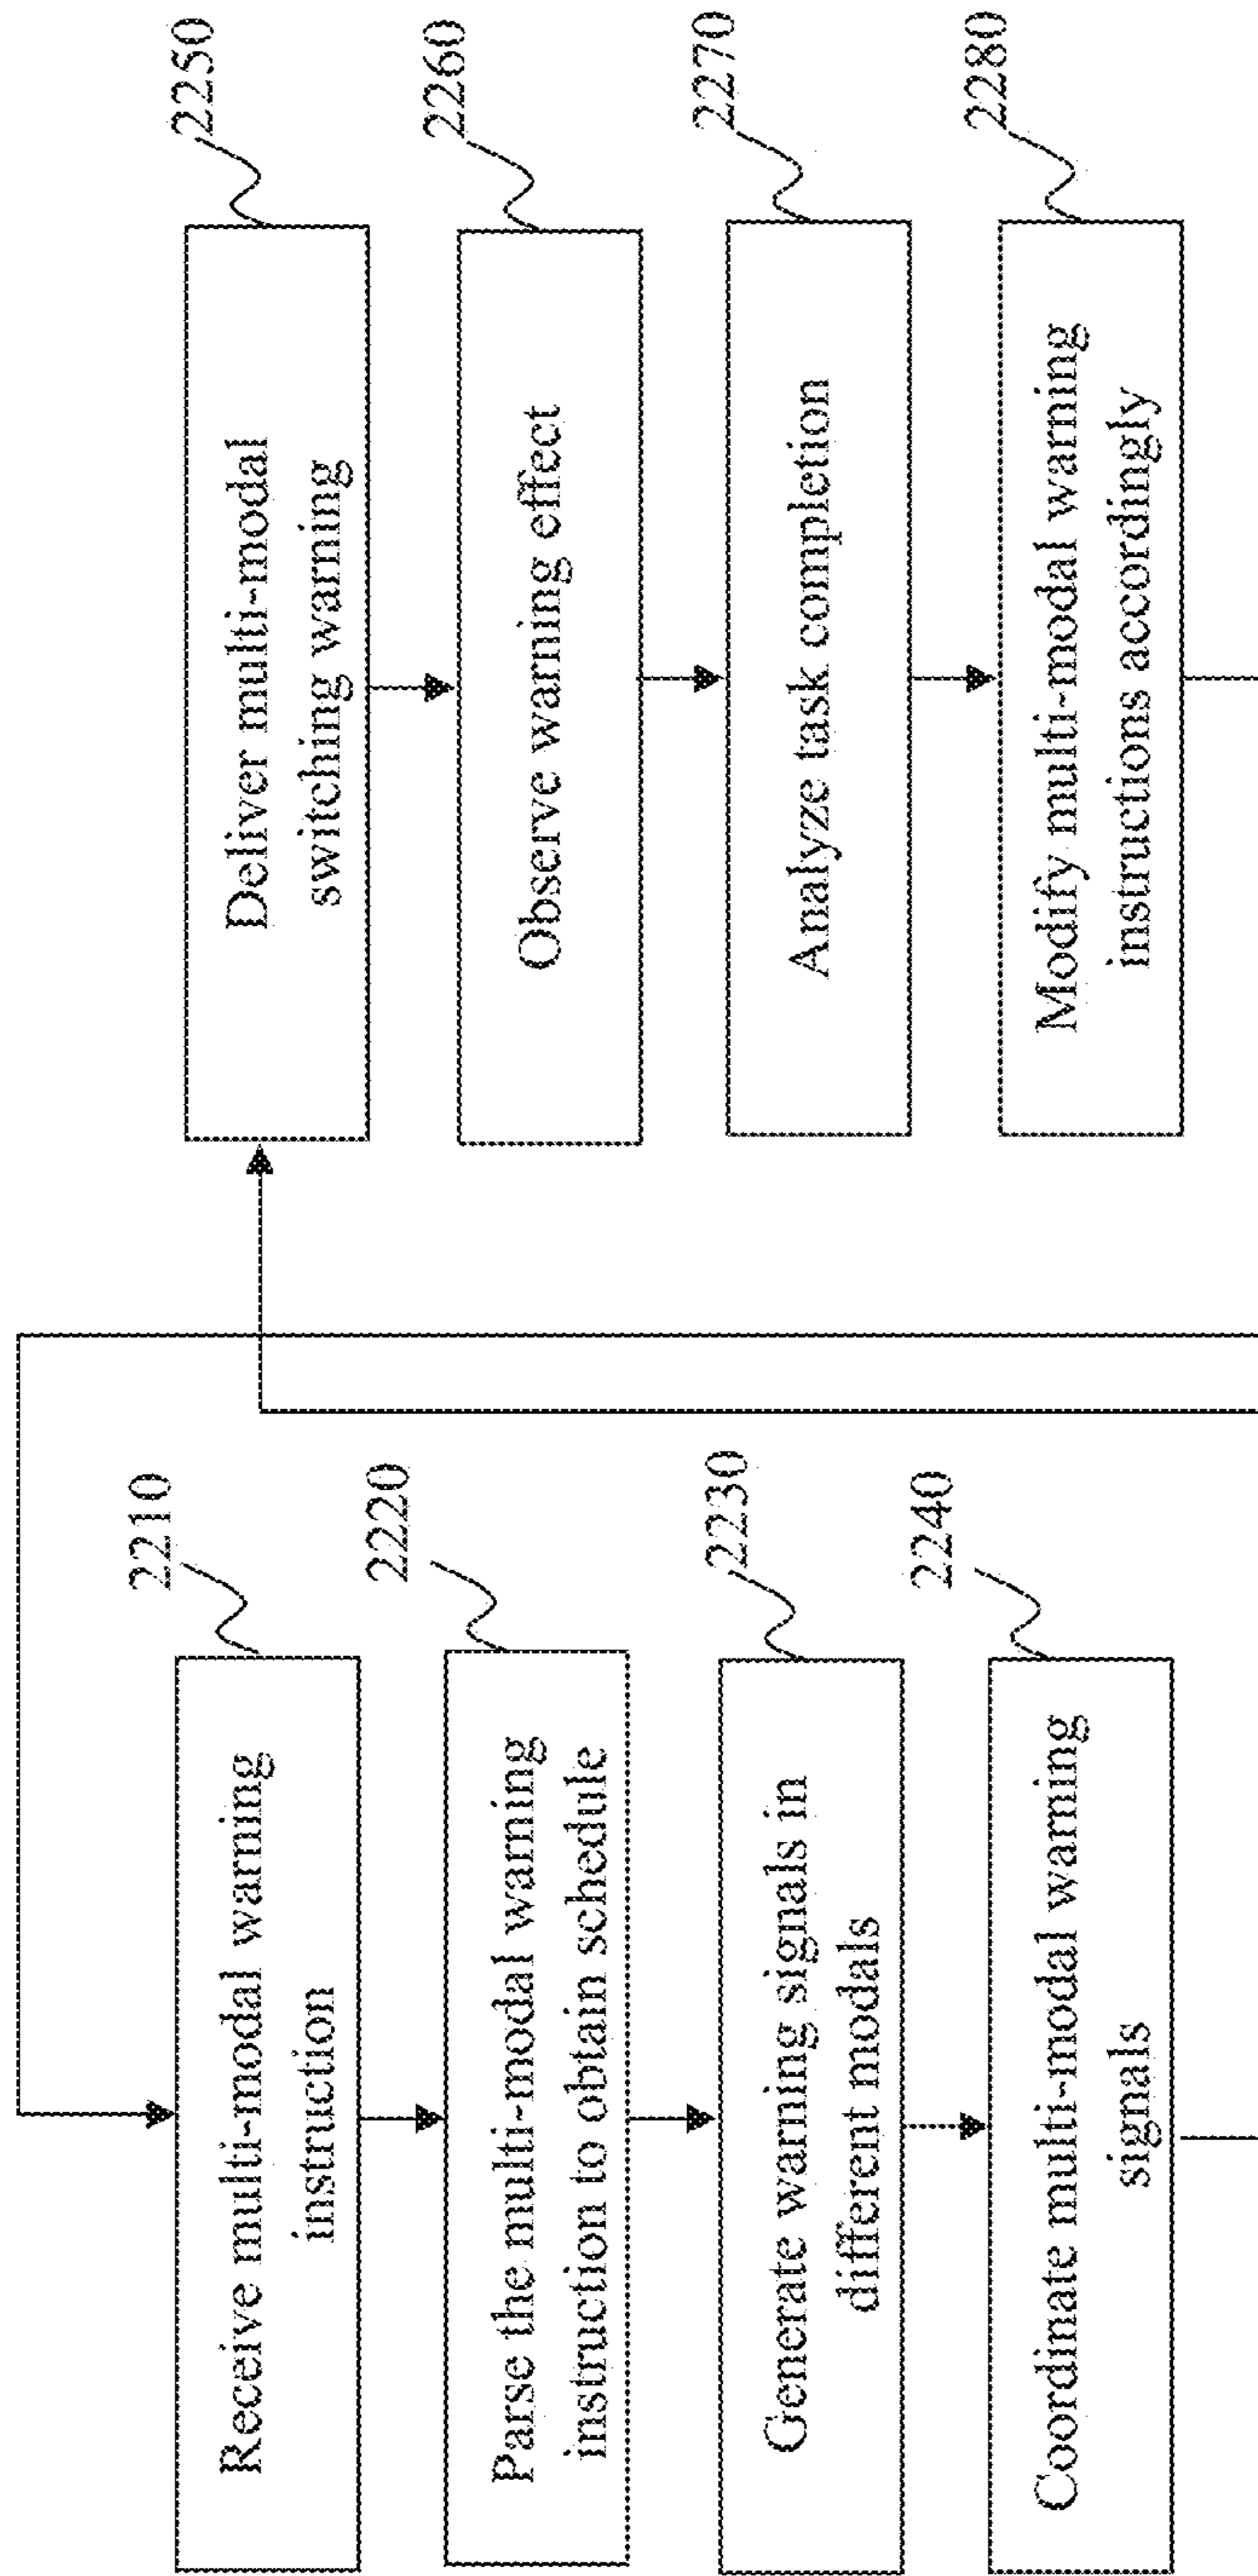 2210
Receive multi-modal warning
instruction
2220
Parse the multi-modal warning
instruction to obtain schedule
2230
Generate warning signals in
different modals
2240
Coordinate multi-modal warning
signals
2250
Deliver multi-modal
switching warning
2260
Observe warning effect
2270
Analyze task completion
2280
Modify multi-modal warning
instructions accordingly